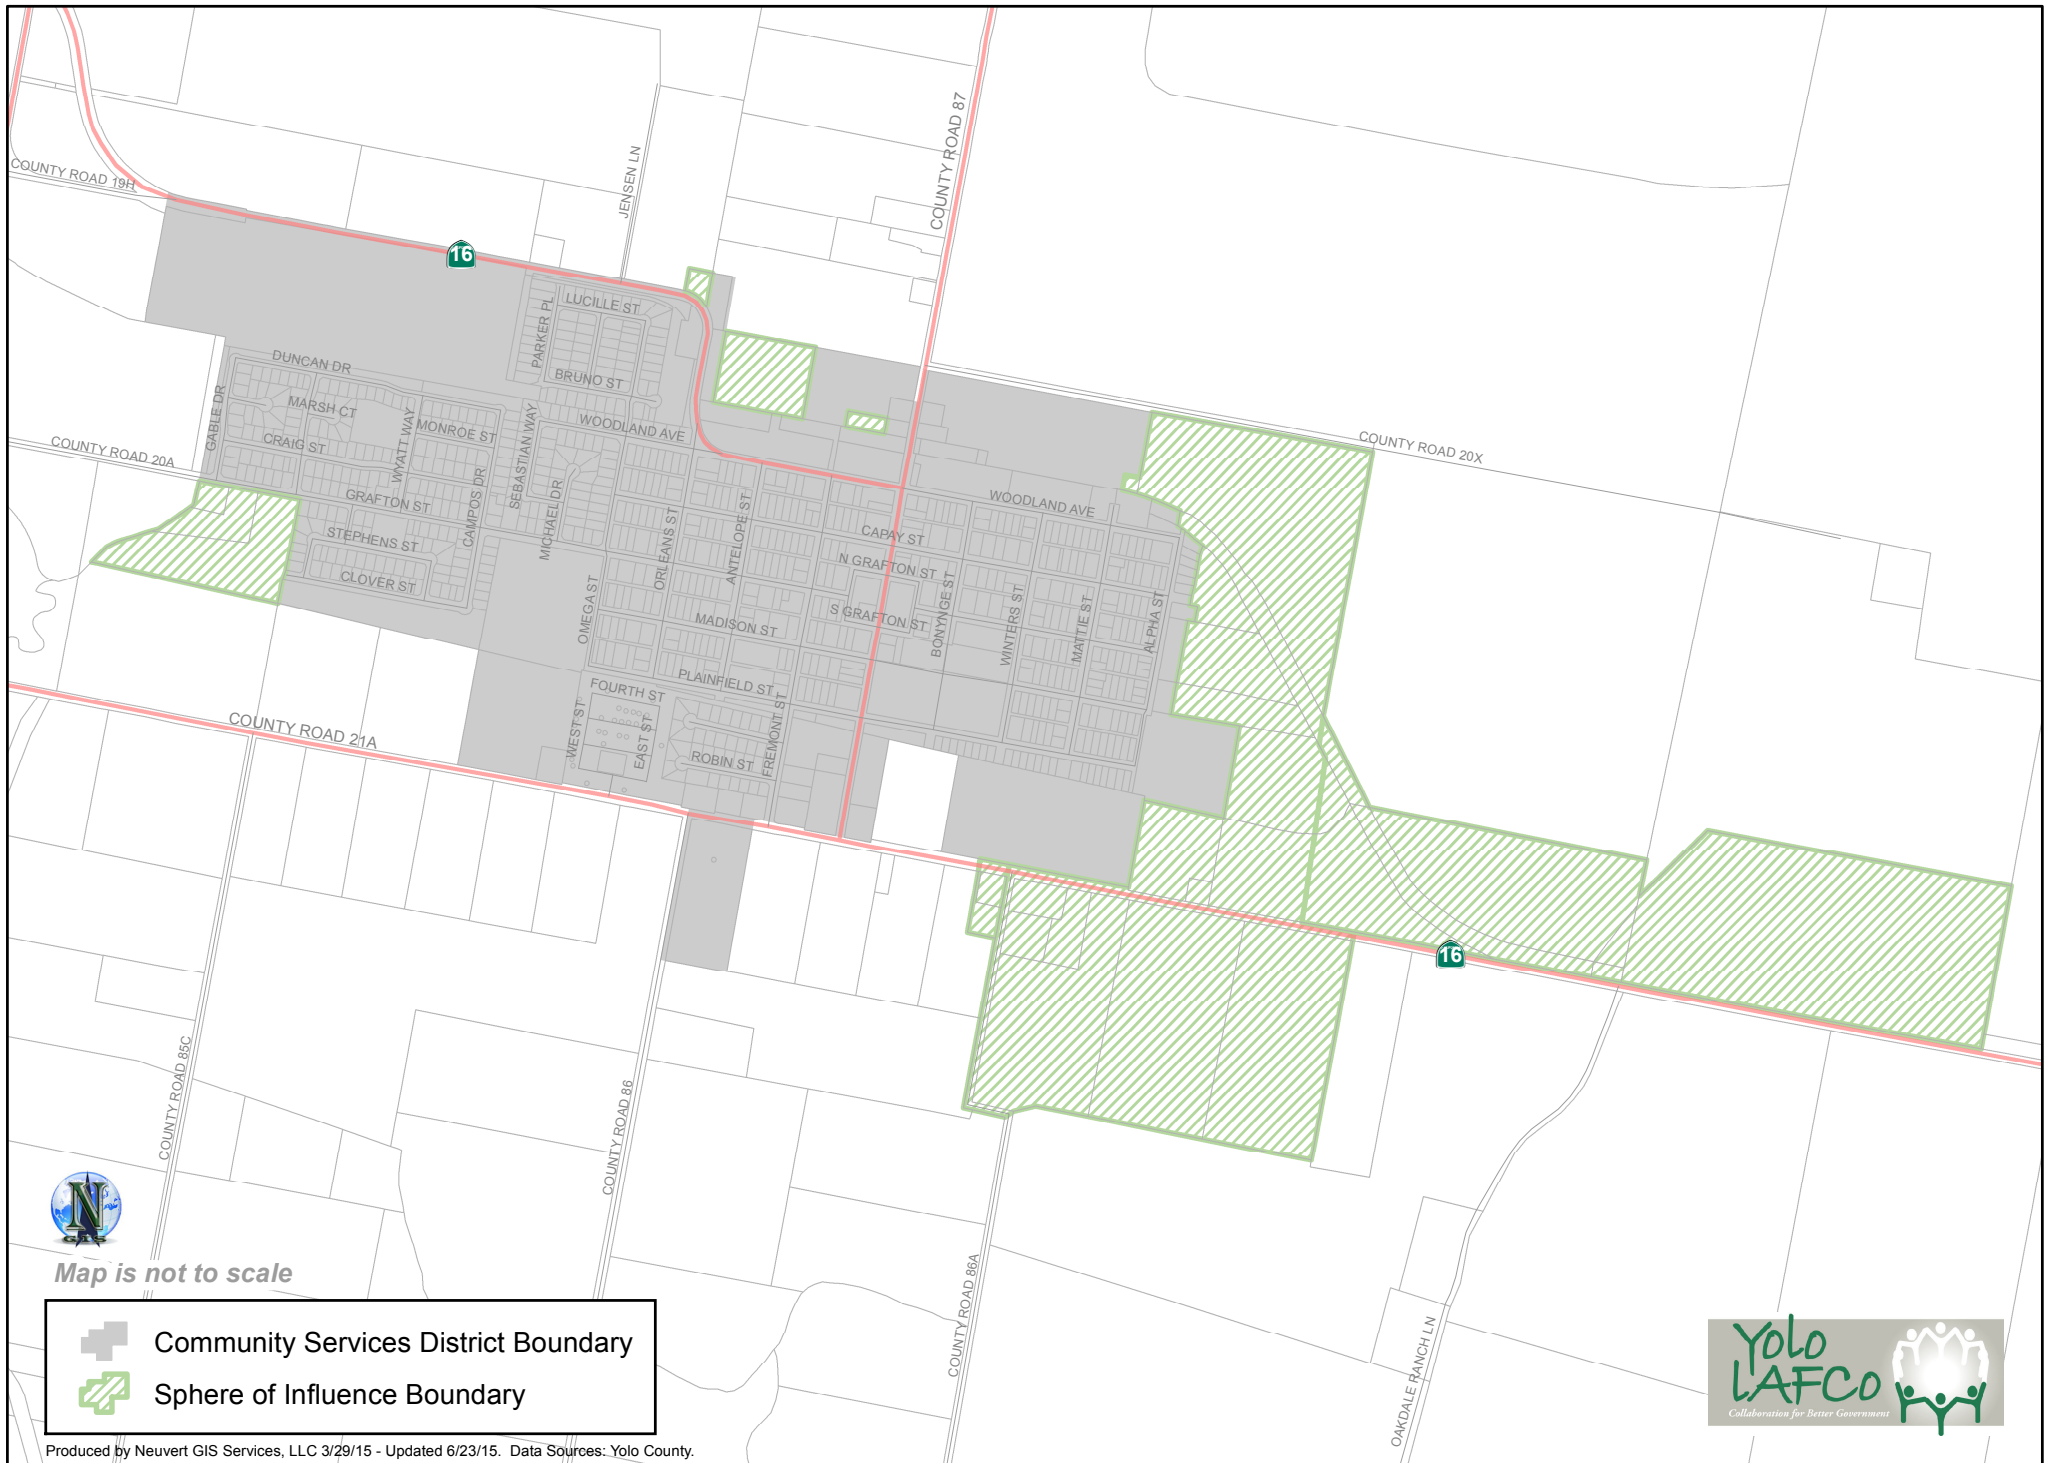 COUNTY ROAD 87
COUNTY ROAD 19H
JENSEN LN
16
LUCILLE ST
PARKER PL
BRUNO ST
DUNCAN DR
MARSH CT
GABLE DR
WYATT WAY
MONROE ST
WOODLAND AVE
SEBASTIAN WAY
CRAIG ST
COUNTY ROAD 20A
COUNTY ROAD 20X
CAMPOS DR
GRAFTON ST
MICHAEL DR
WOODLAND AVE
STEPHENS ST
ORLEANS ST
ANTELOPE ST
CAPAY ST
N GRAFTON ST
CLOVER ST
OMEGA ST
MADISON ST
S GRAFTON ST
BONYNGE ST
WINTERS ST
MATTIE ST
ALPHA ST
PLAINFIELD ST
FOURTH ST
WEST ST
EAST ST
FREMONT ST
ROBIN ST
COUNTY ROAD 21A
16
COUNTY ROAD 85C
COUNTY ROAD 86
COUNTY ROAD 86A
OAKDALE RANCH LN
N
GIS
Map is not to scale
Community Services District Boundary
Sphere of Influence Boundary
Produced by Neuvert GIS Services, LLC 3/29/15 - Updated 6/23/15. Data Sources: Yolo County.
YOLO
LAFCO
Collaboration for Better Government